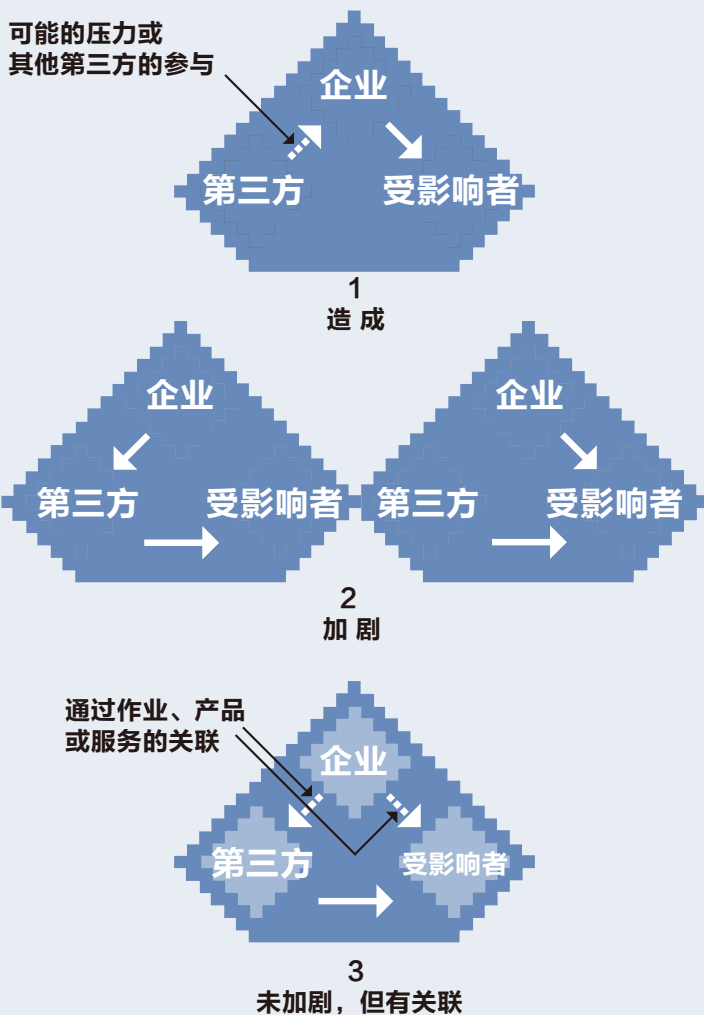 可能的压力或
其他第三方的参与
企业
第三方
受影响者
1
造 成
企业
第三方
受影响者
企业
第三方
受影响者
2
加 剧
通过作业、产品
或服务的关联
企业
第三方
受影响者
3
未加剧，但有关联